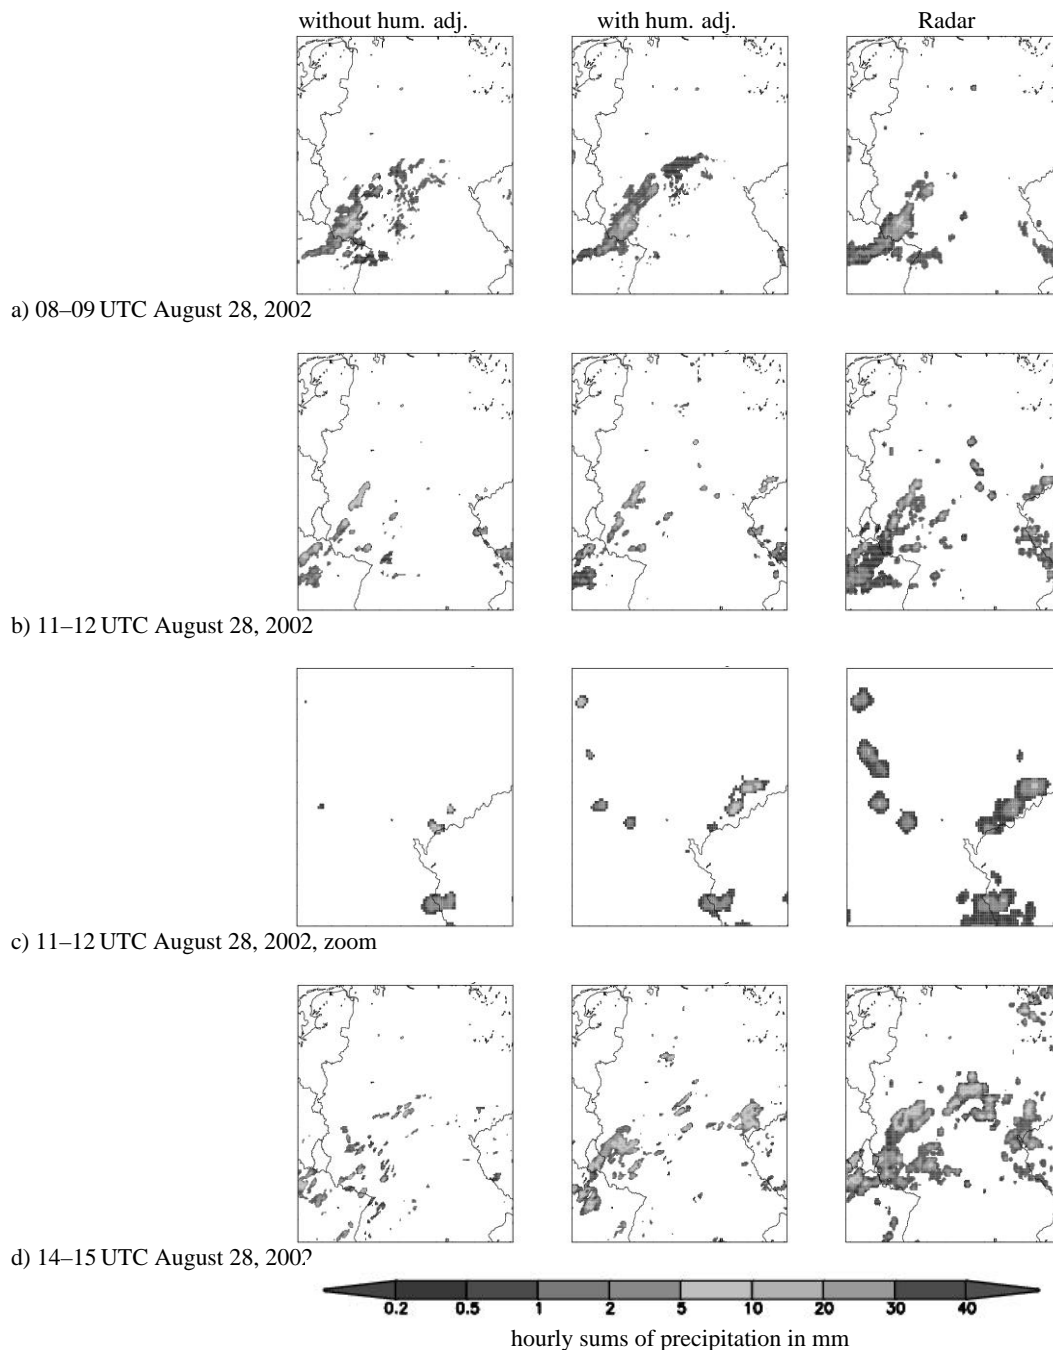 without hum. adj. with hum. adj. Radar
a) 08–09 UTC August 28, 2002
b) 11–12 UTC August 28, 2002
c) 11–12 UTC August 28, 2002, zoom
d) 14–15 UTC August 28, 2002
0.2 0.5 1 2 5 10 20 30 40
hourly sums of precipitation in mm